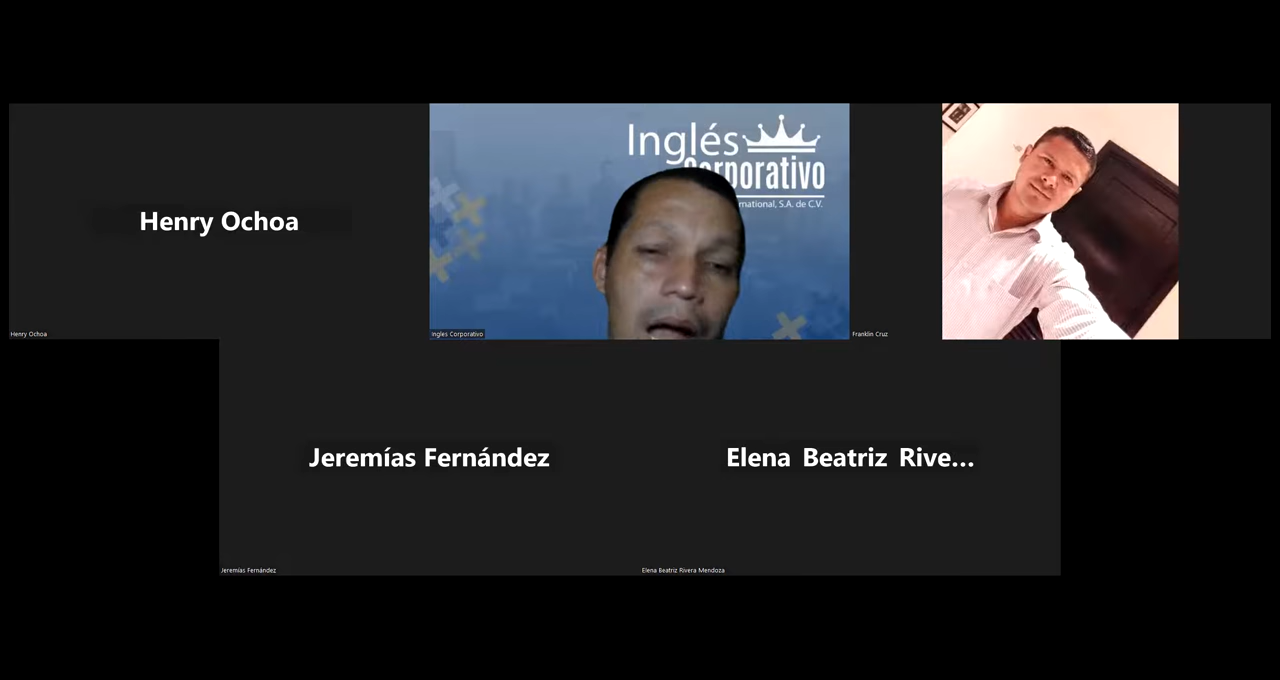 Henry Ochoa
Henry Ochoa
Inglés
Corporativo
rnational, S.A. de C.V.
Ingles Corporativo
Franklin Cruz
Jeremías Fernández
Jeremías Fernández
Elena Beatriz Rive...
Elena Beatriz Rivera Mendoza